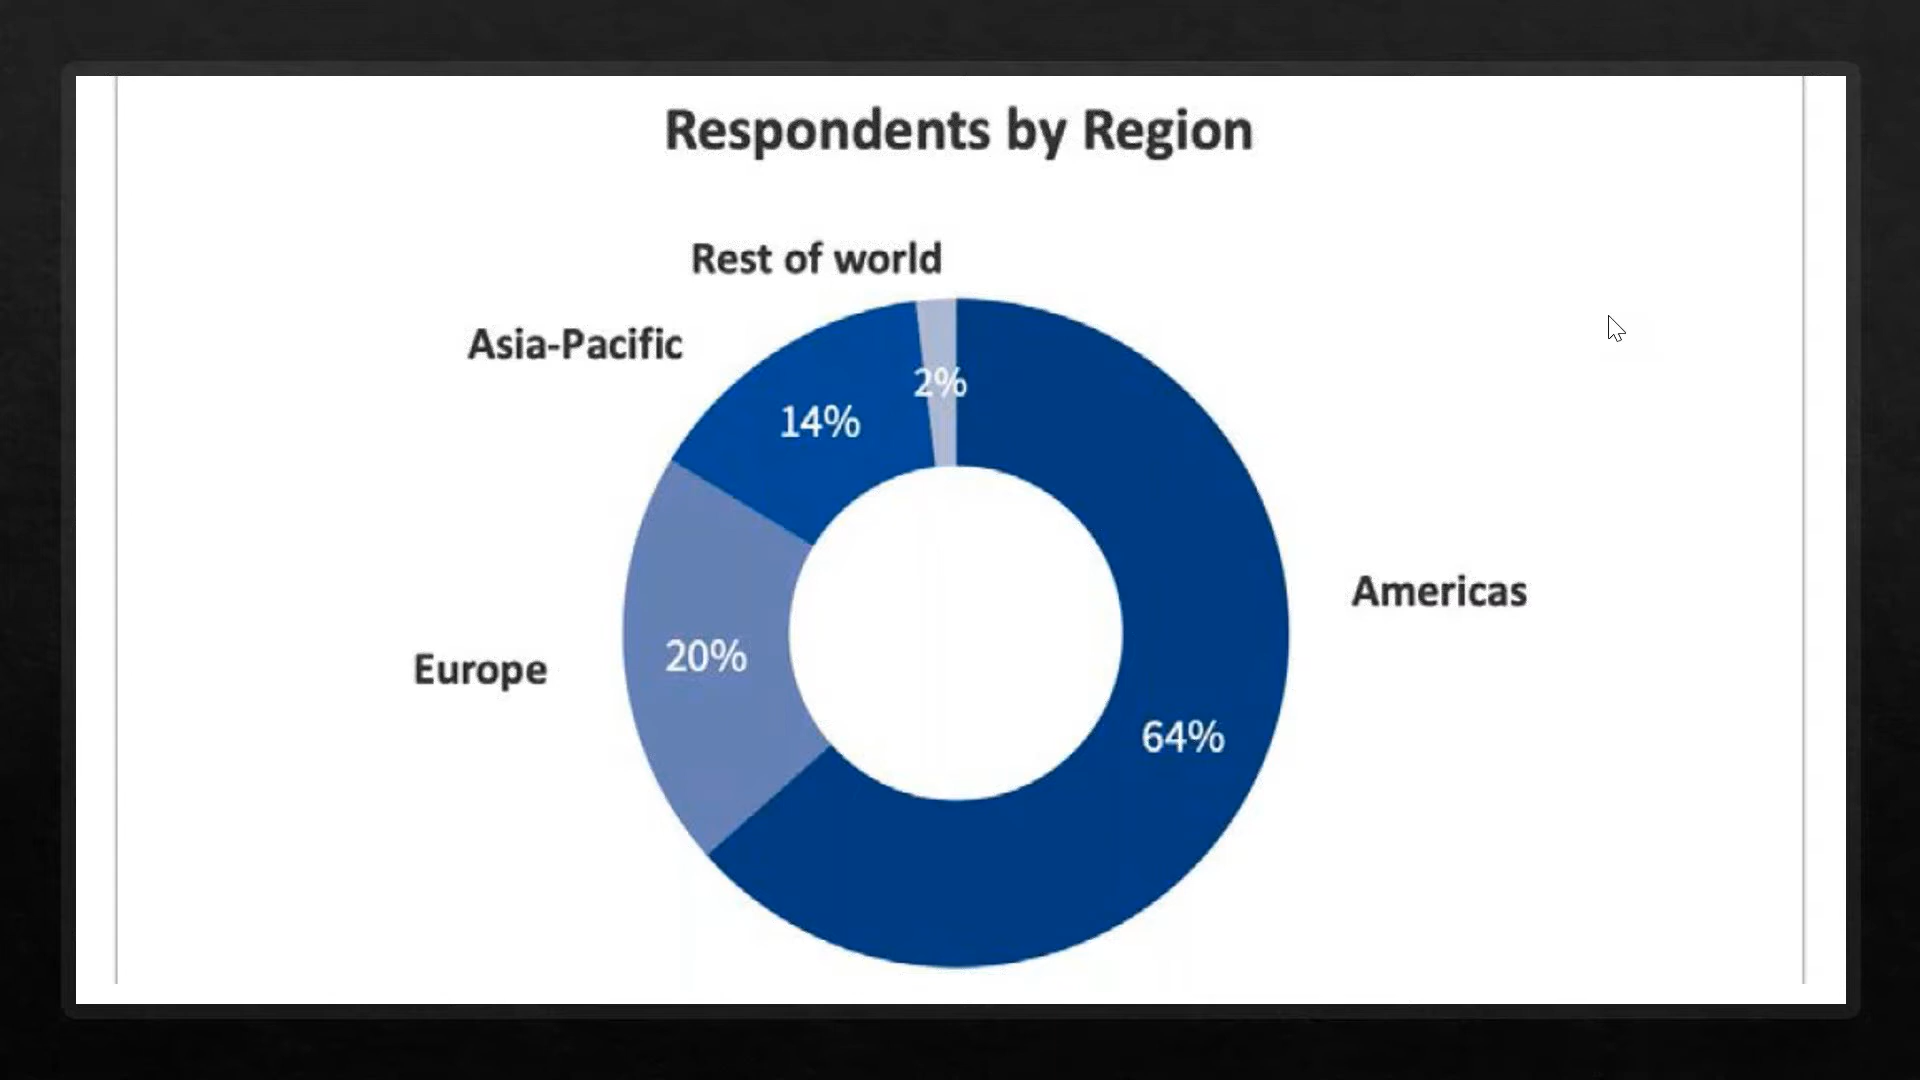 Respondents by Region
Rest of world
Asia-Pacific
2%
14%
Americas
Europe
20%
64%